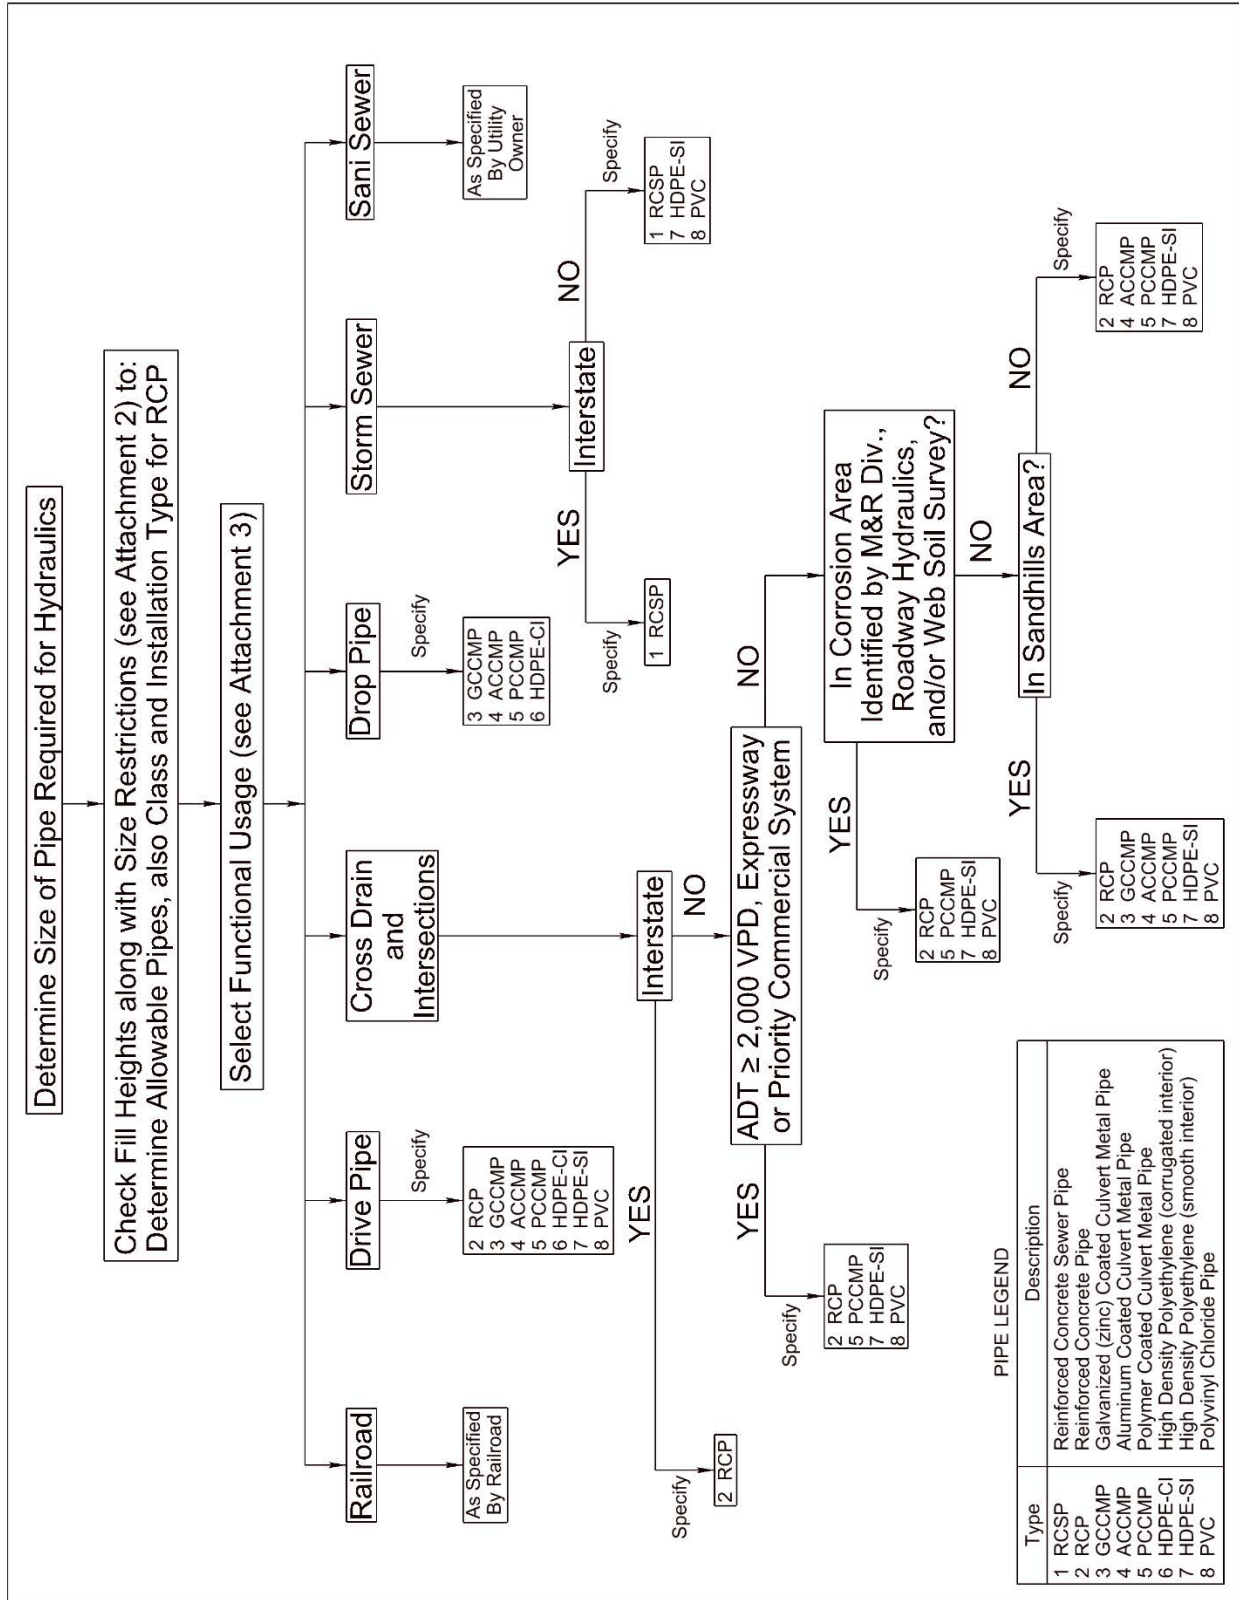 Determine Size of Pipe Required for Hydraulics
Check Fill Heights along with Size Restrictions (see Attachment 2) to:
Determine Allowable Pipes, also Class and Installation Type for RCP
Select Functional Usage (see Attachment 3)
Railroad
As Specified
By Railroad
Drive Pipe
Specify
2 RCP
3 GCCMP
4 ACCMP
5 PCCMP
6 HDPE-CI
7 HDPE-SI
8 PVC
Cross Drain
and
Intersections
Drop Pipe
Specify
3 GCCMP
4 ACCMP
5 PCCMP
6 HDPE-CI
Storm Sewer
Sani Sewer
As Specified
By Utility
Owner
Interstate
YES
Specify
1 RCSP
NO
Specify
1 RCSP
7 HDPE-SI
8 PVC
Interstate
YES
Specify
2 RCP
NO
ADT ≥ 2,000 VPD, Expressway
or Priority Commercial System
YES
Specify
2 RCP
5 PCCMP
7 HDPE-SI
8 PVC
NO
In Corrosion Area
Identified by M&R Div.,
Roadway Hydraulics,
and/or Web Soil Survey?
YES
Specify
2 RCP
5 PCCMP
7 HDPE-SI
8 PVC
NO
In Sandhills Area?
YES
Specify
2 RCP
3 GCCMP
4 ACCMP
5 PCCMP
7 HDPE-SI
8 PVC
NO
Specify
2 RCP
4 ACCMP
5 PCCMP
7 HDPE-SI
8 PVC
PIPE LEGEND
Type Description
1 RCSP Reinforced Concrete Sewer Pipe
2 RCP Reinforced Concrete Pipe
3 GCCMP Galvanized (zinc) Coated Culvert Metal Pipe
4 ACCMP Aluminum Coated Culvert Metal Pipe
5 PCCMP Polymer Coated Culvert Metal Pipe
6 HDPE-CI High Density Polyethylene (corrugated interior)
7 HDPE-SI High Density Polyethylene (smooth interior)
8 PVC Polyvinyl Chloride Pipe